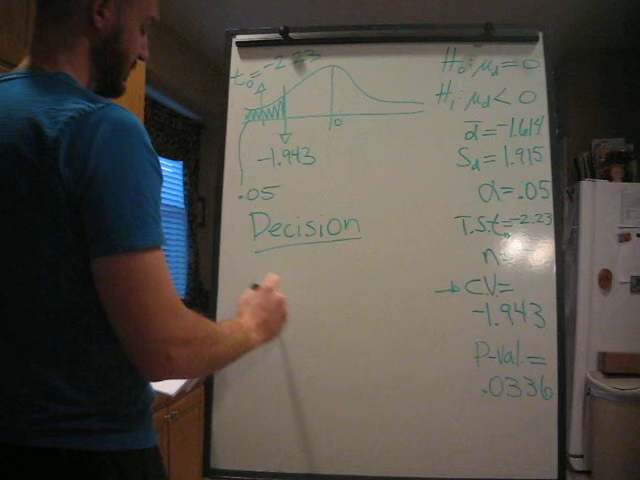 t₀=-2.23
0
-1.943
.05
Decision
H₀: μd = 0
H₁: μd < 0
d̄ = -1.614
Sd = 1.915
α = .05
T.S.t₀=-2.23
n=
→ C.V.=
-1.943
P-val.=
.0336